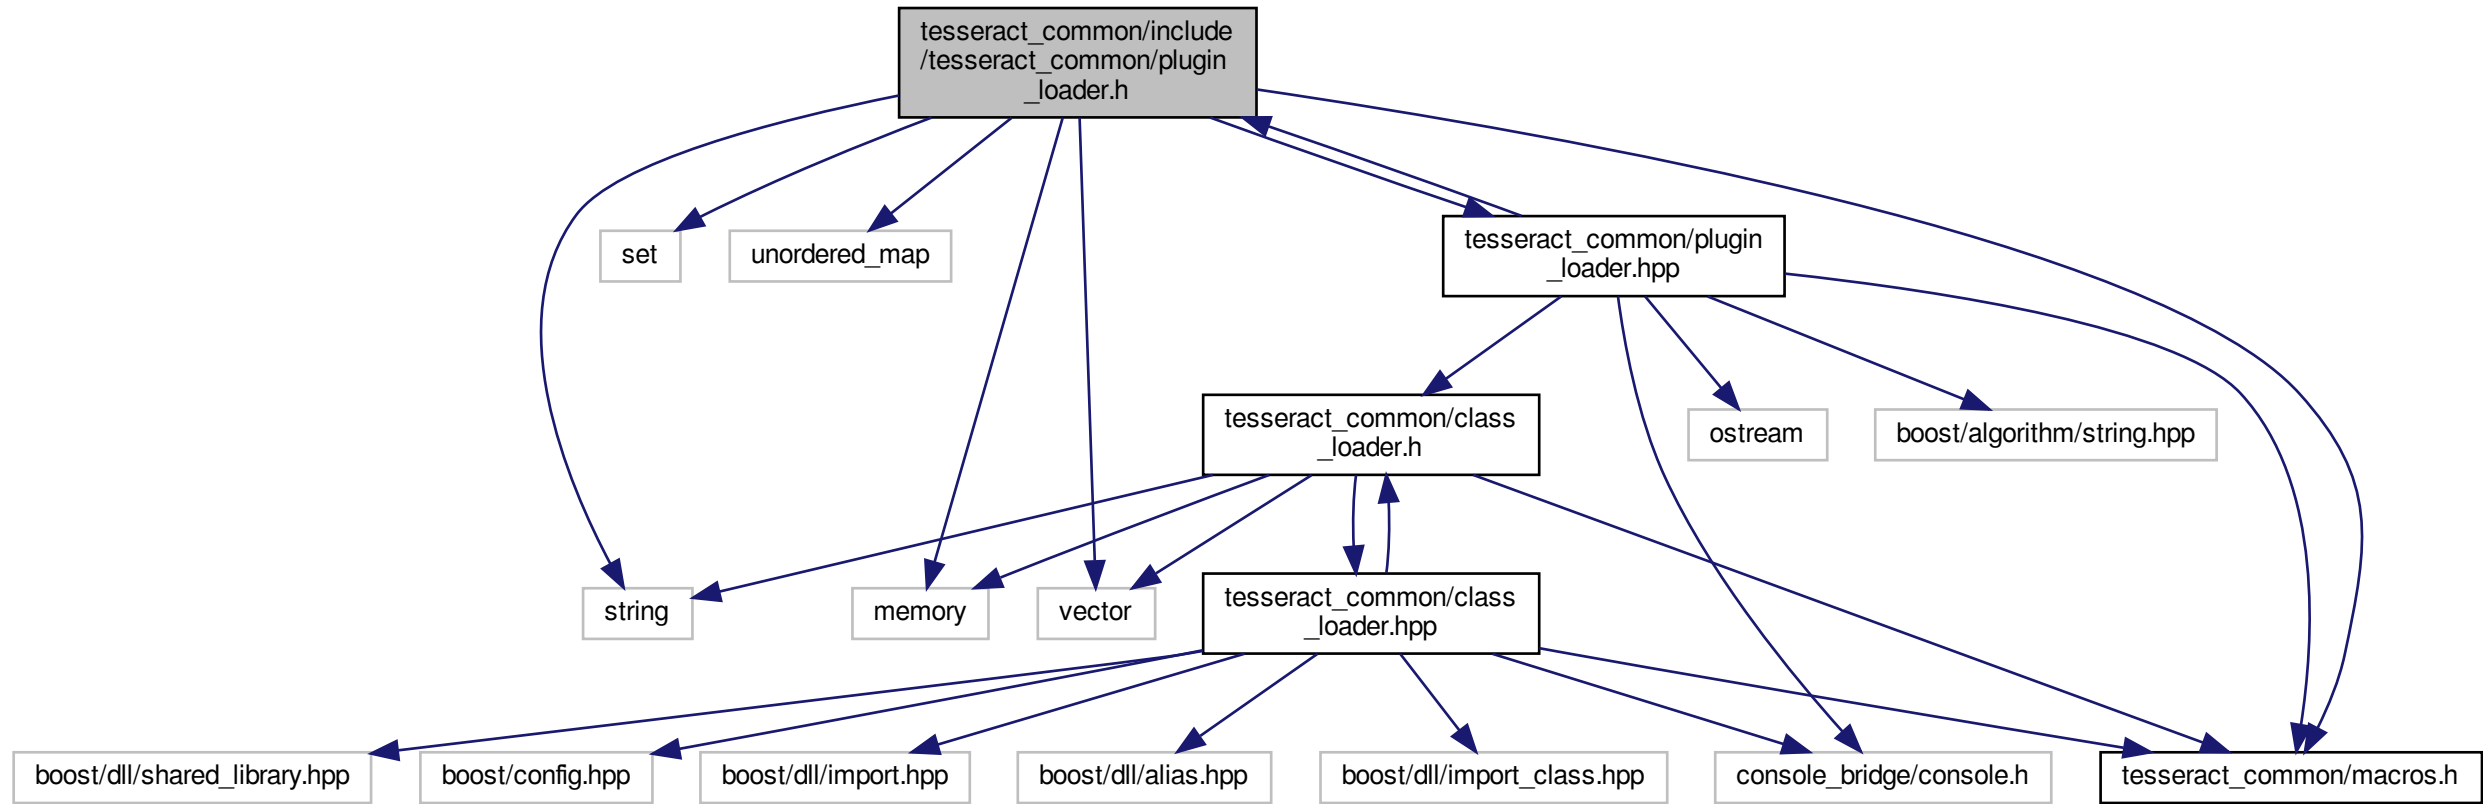 tesseract_common/include
/tesseract_common/plugin
_loader.h
set
unordered_map
tesseract_common/plugin
_loader.hpp
tesseract_common/class
_loader.h
ostream
boost/algorithm/string.hpp
string
memory
vector
tesseract_common/class
_loader.hpp
boost/dll/shared_library.hpp
boost/config.hpp
boost/dll/import.hpp
boost/dll/alias.hpp
boost/dll/import_class.hpp
console_bridge/console.h
tesseract_common/macros.h